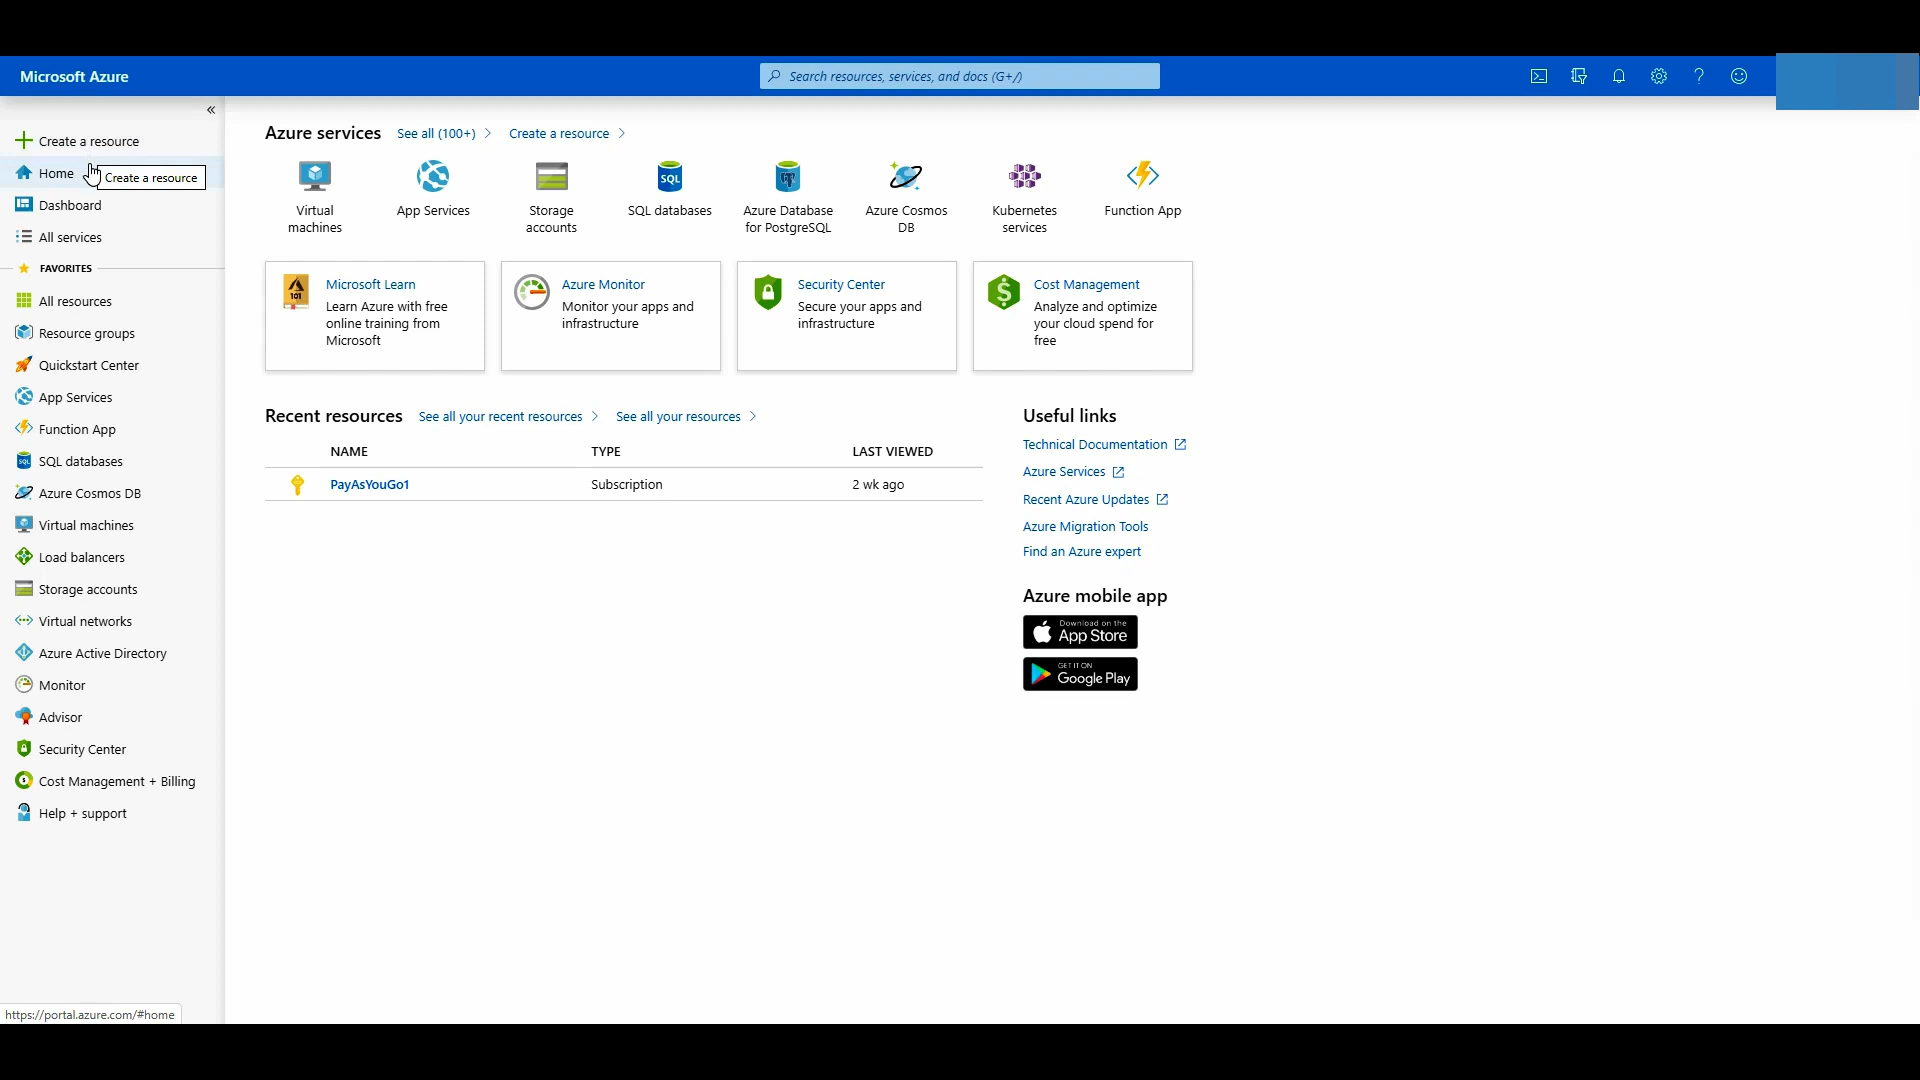 Microsoft Azure
Search resources, services, and docs (G+/)
«
Create a resource
Home
Create a resource
Dashboard
All services
FAVORITES
All resources
Resource groups
Quickstart Center
App Services
Function App
SQL databases
Azure Cosmos DB
Virtual machines
Load balancers
Storage accounts
Virtual networks
Azure Active Directory
Monitor
Advisor
Security Center
Cost Management + Billing
Help + support
Azure services
See all (100+)
Create a resource
Virtual
machines
App Services
Storage
accounts
SQL
SQL databases
Azure Database
for PostgreSQL
Azure Cosmos
DB
Kubernetes
services
Function App
101
Microsoft Learn
Learn Azure with free
online training from
Microsoft
Azure Monitor
Monitor your apps and
infrastructure
Security Center
Secure your apps and
infrastructure
$
Cost Management
Analyze and optimize
your cloud spend for
free
Recent resources
See all your recent resources
See all your resources
NAME TYPE LAST VIEWED
PayAsYouGo1 Subscription 2 wk ago
Useful links
Technical Documentation
Azure Services
Recent Azure Updates
Azure Migration Tools
Find an Azure expert
Azure mobile app
Download on the
App Store
GET IT ON
Google Play
https://portal.azure.com/#home